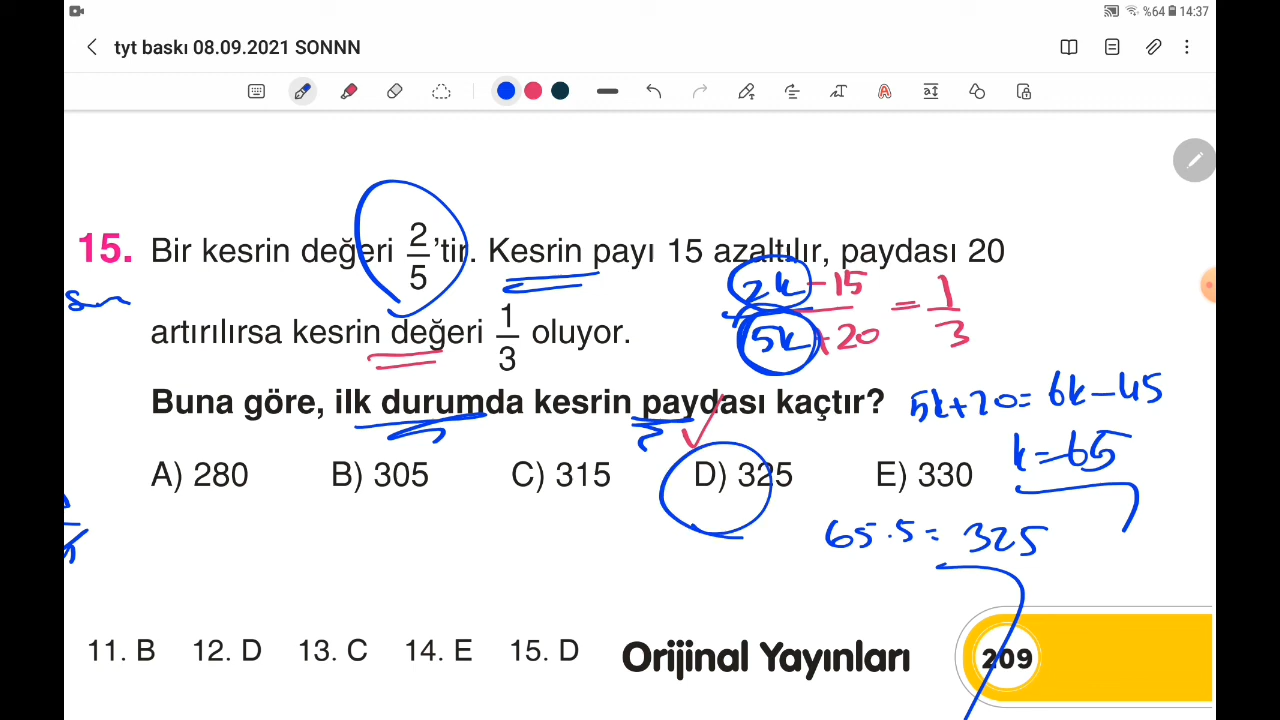 %64 14:37
tyt baskı 08.09.2021 SONNN
15. Bir kesrin değeri 2/5'tir. Kesrin payı 15 azaltılır, paydası 20
artırılırsa kesrin değeri 1/3 oluyor.
2k - 15 / 5k + 20 = 1/3
Buna göre, ilk durumda kesrin paydası kaçtır?
5k+20 = 6k-45
k=65
A) 280 B) 305 C) 315 D) 325 E) 330
65.5 = 325
11. B 12. D 13. C 14. E 15. D
Orijinal Yayınları
209